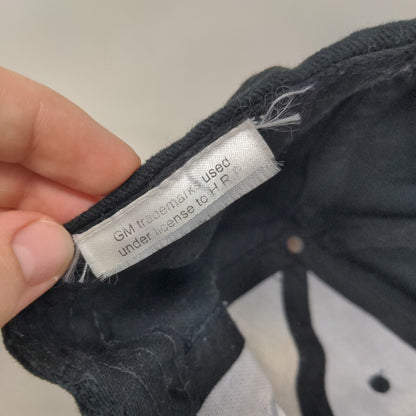 GM trademarks used
under license to H R P